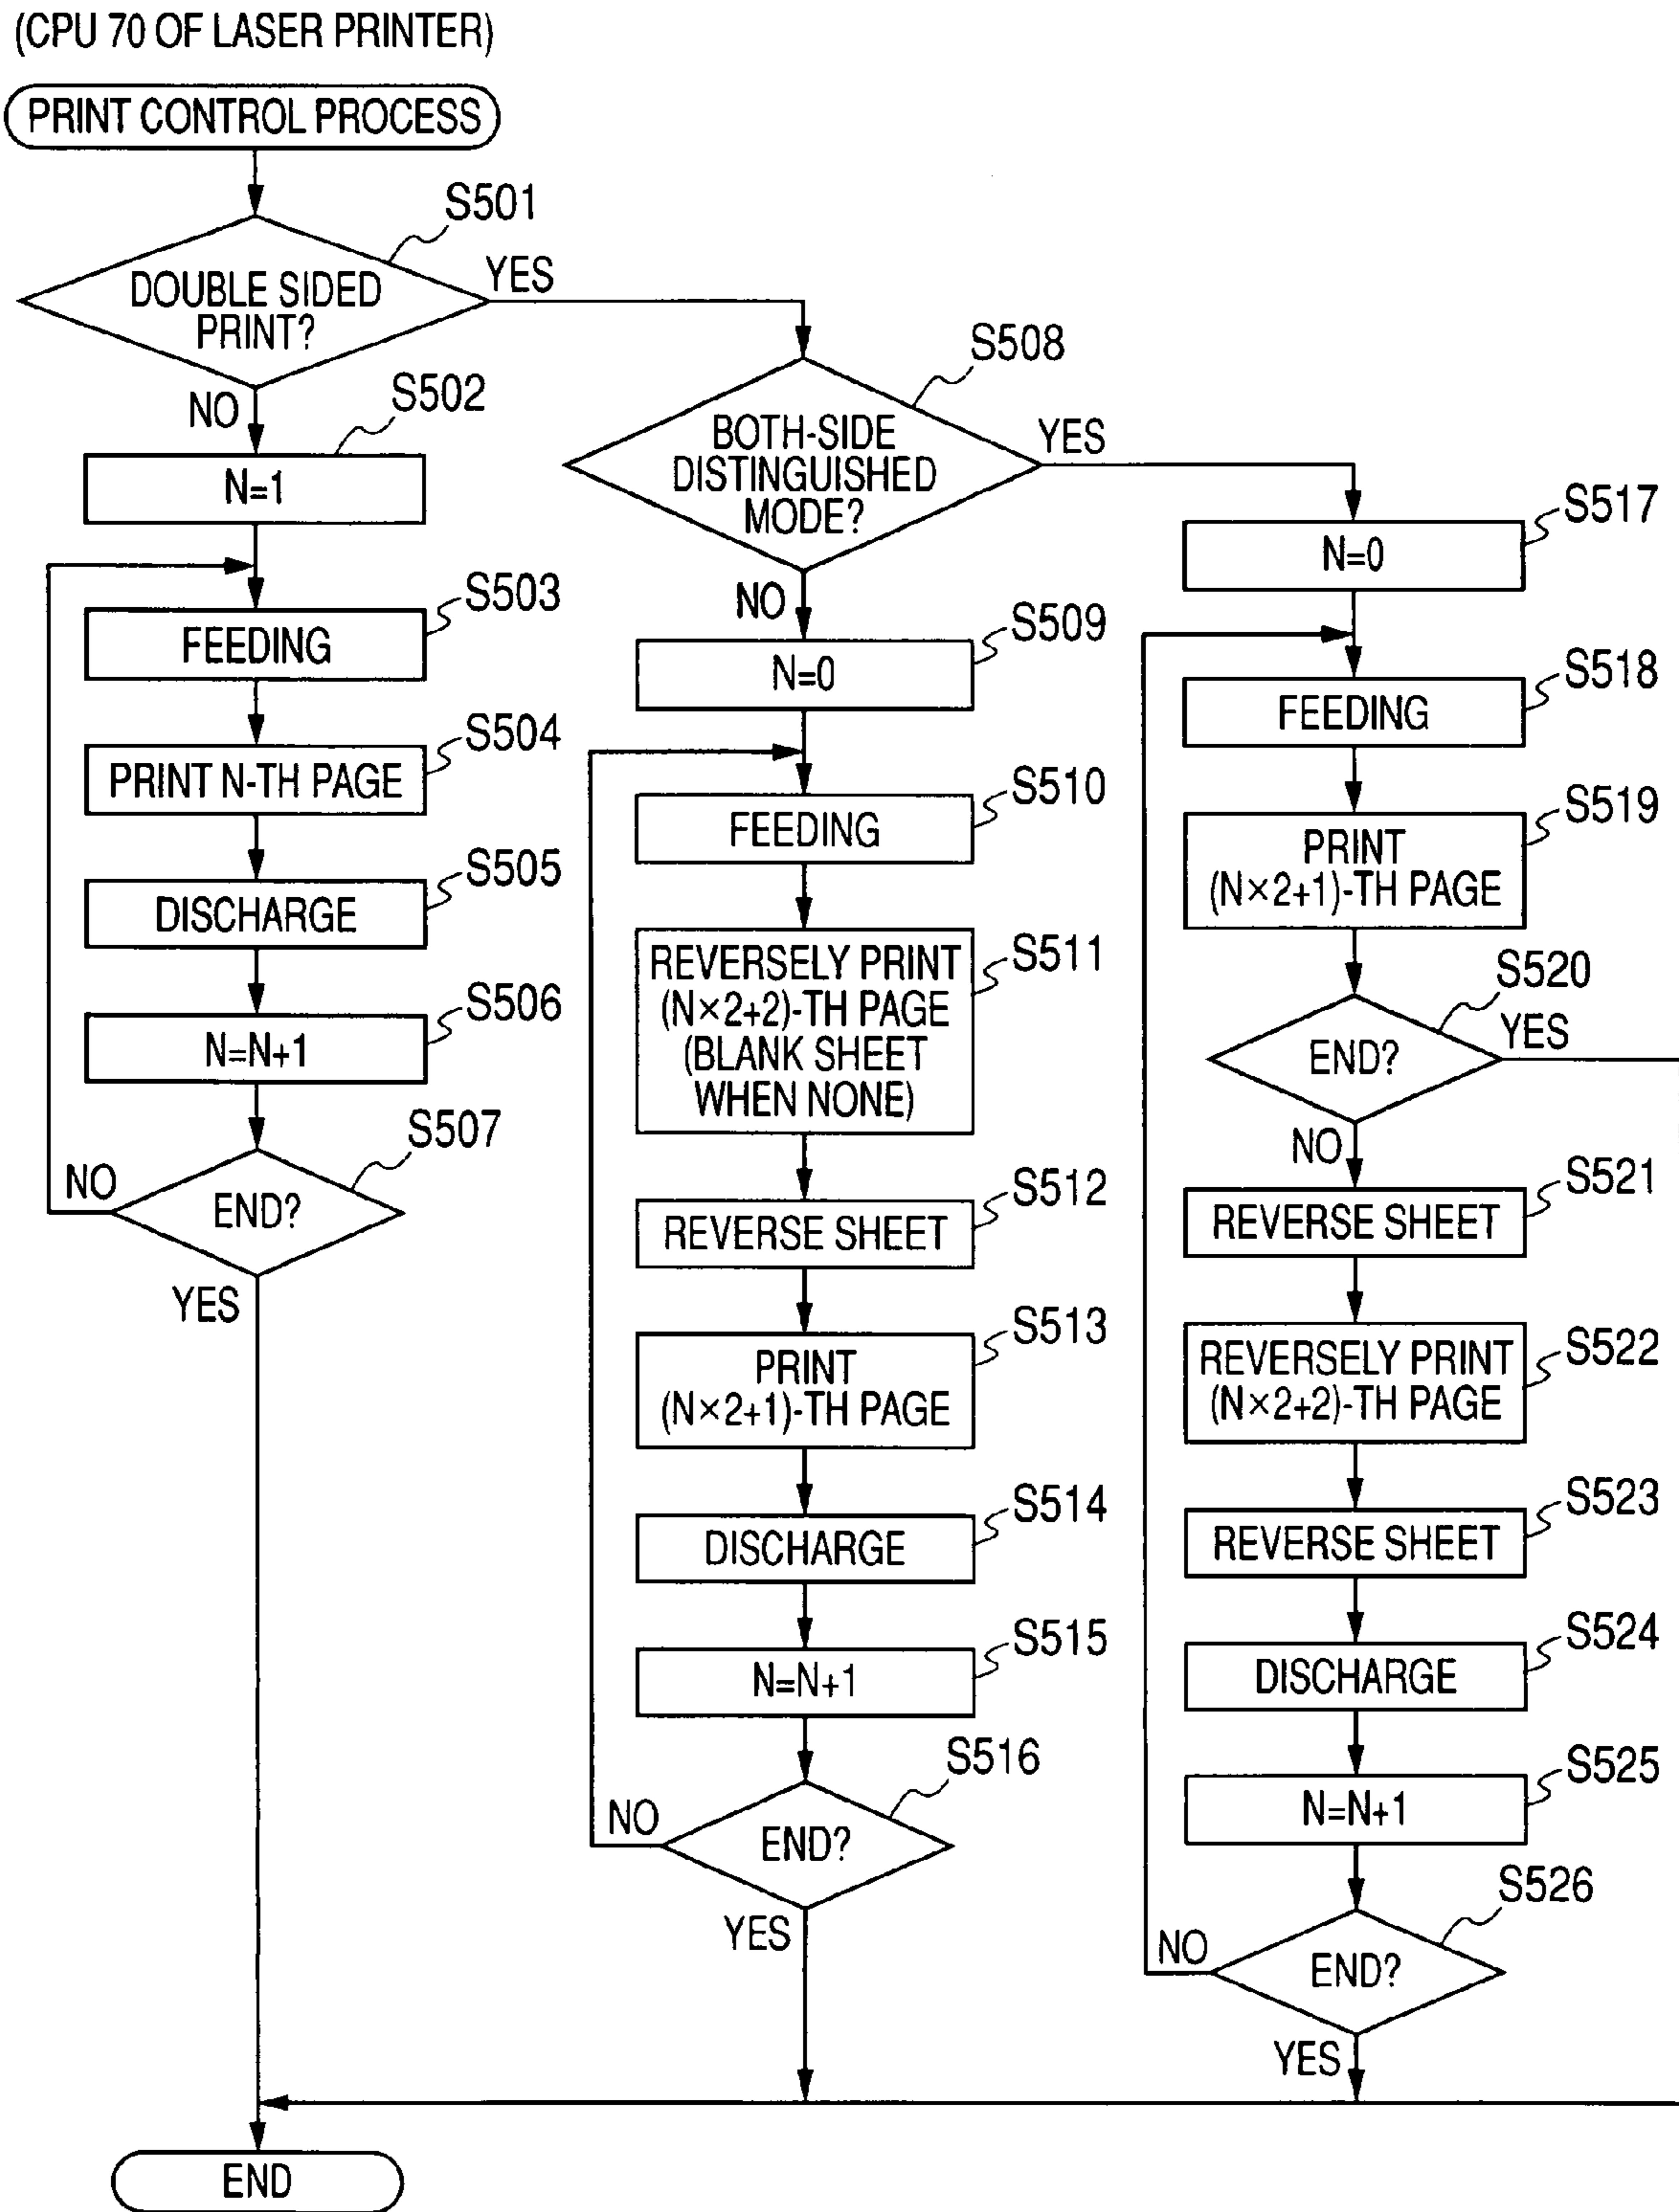 (CPU 70 OF LASER PRINTER)
PRINT CONTROL PROCESS
S501
DOUBLE SIDED
PRINT?
YES
NO
S502
N=1
S503
FEEDING
S504
PRINT N-TH PAGE
S505
DISCHARGE
S506
N=N+1
S507
END?
NO
YES
S508
BOTH-SIDE
DISTINGUISHED
MODE?
YES
NO
S509
N=0
S510
FEEDING
S511
REVERSELY PRINT
(N×2+2)-TH PAGE
(BLANK SHEET
WHEN NONE)
S512
REVERSE SHEET
S513
PRINT
(N×2+1)-TH PAGE
S514
DISCHARGE
S515
N=N+1
S516
END?
NO
YES
S517
N=0
S518
FEEDING
S519
PRINT
(N×2+1)-TH PAGE
S520
END?
YES
NO
S521
REVERSE SHEET
S522
REVERSELY PRINT
(N×2+2)-TH PAGE
S523
REVERSE SHEET
S524
DISCHARGE
S525
N=N+1
S526
END?
NO
YES
END